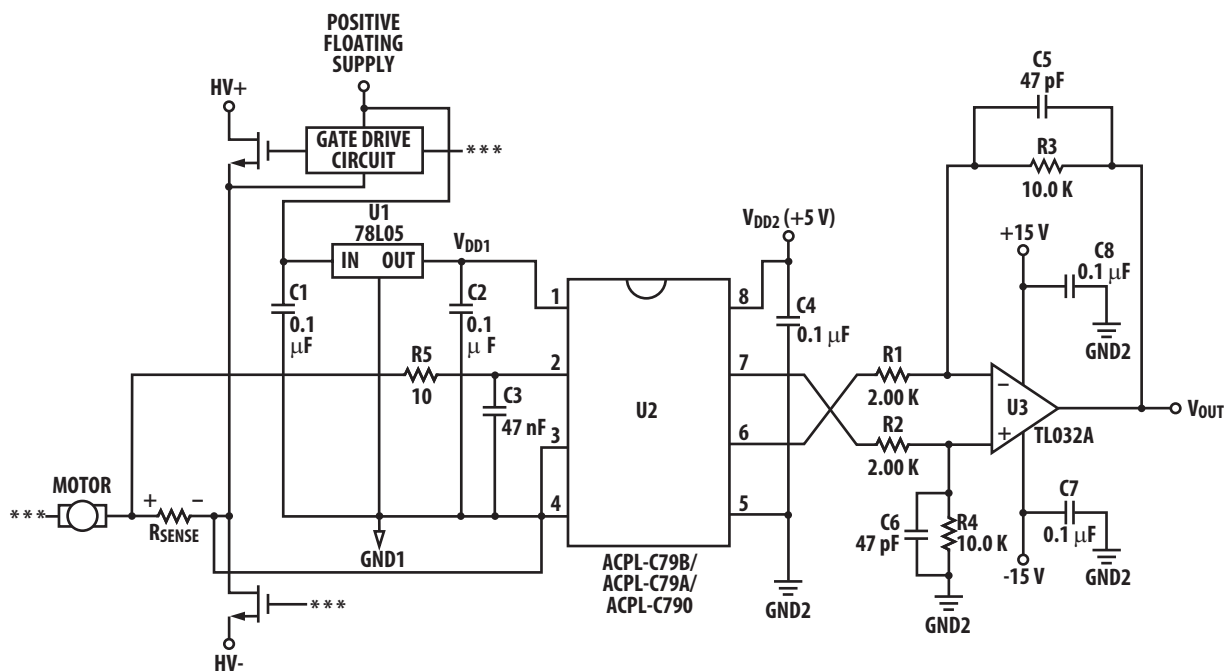 POSITIVE
FLOATING
SUPPLY
HV+
GATE DRIVE
CIRCUIT
***
U1
78L05
IN OUT
VDD1
C1
0.1
μF
C2
0.1
μ F
R5
10
C3
47 nF
MOTOR
***
+ −
RSENSE
GND1
***
HV-
1
2
3
4
U2
8
7
6
5
ACPL-C79B/
ACPL-C79A/
ACPL-C790
VDD2 (+5 V)
C4
0.1 μF
GND2
R1
2.00 K
R2
2.00 K
C5
47 pF
R3
10.0 K
+15 V
C8
0.1 μF
GND2
−
+
U3
TL032A
VOUT
C6
47 pF
R4
10.0 K
GND2
C7
0.1 μF
GND2
-15 V